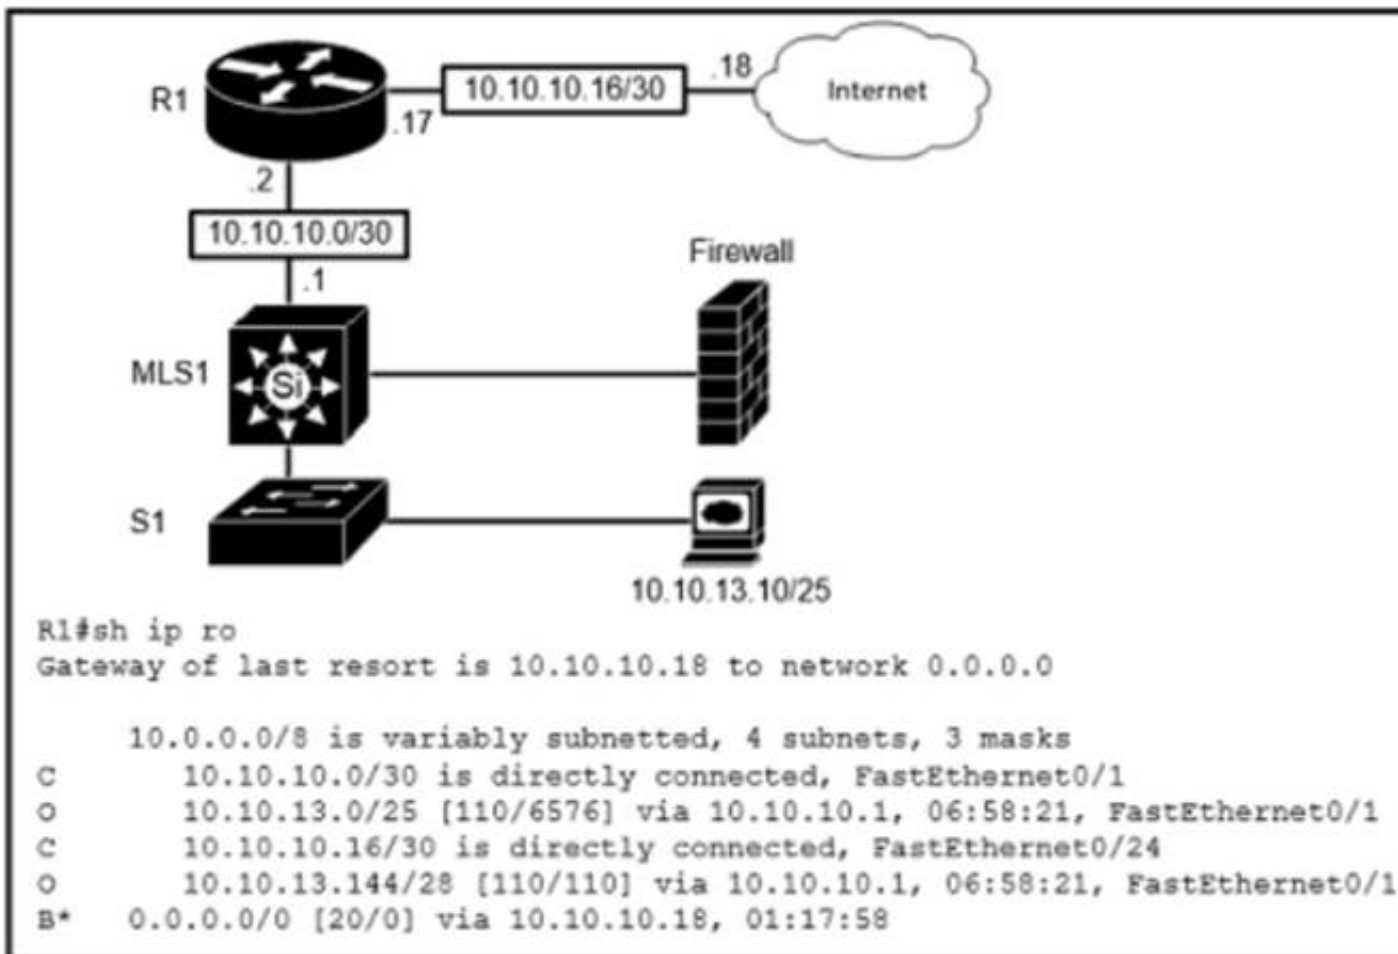 .18
Internet
R1
10.10.10.16/30
.17
.2
10.10.10.0/30
Firewall
.1
MLS1
Si
S1
10.10.13.10/25
R1#sh ip ro
Gateway of last resort is 10.10.10.18 to network 0.0.0.0
10.0.0.0/8 is variably subnetted, 4 subnets, 3 masks
C 10.10.10.0/30 is directly connected, FastEthernet0/1
O 10.10.13.0/25 [110/6576] via 10.10.10.1, 06:58:21, FastEthernet0/1
C 10.10.10.16/30 is directly connected, FastEthernet0/24
O 10.10.13.144/28 [110/110] via 10.10.10.1, 06:58:21, FastEthernet0/1
B* 0.0.0.0/0 [20/0] via 10.10.10.18, 01:17:58